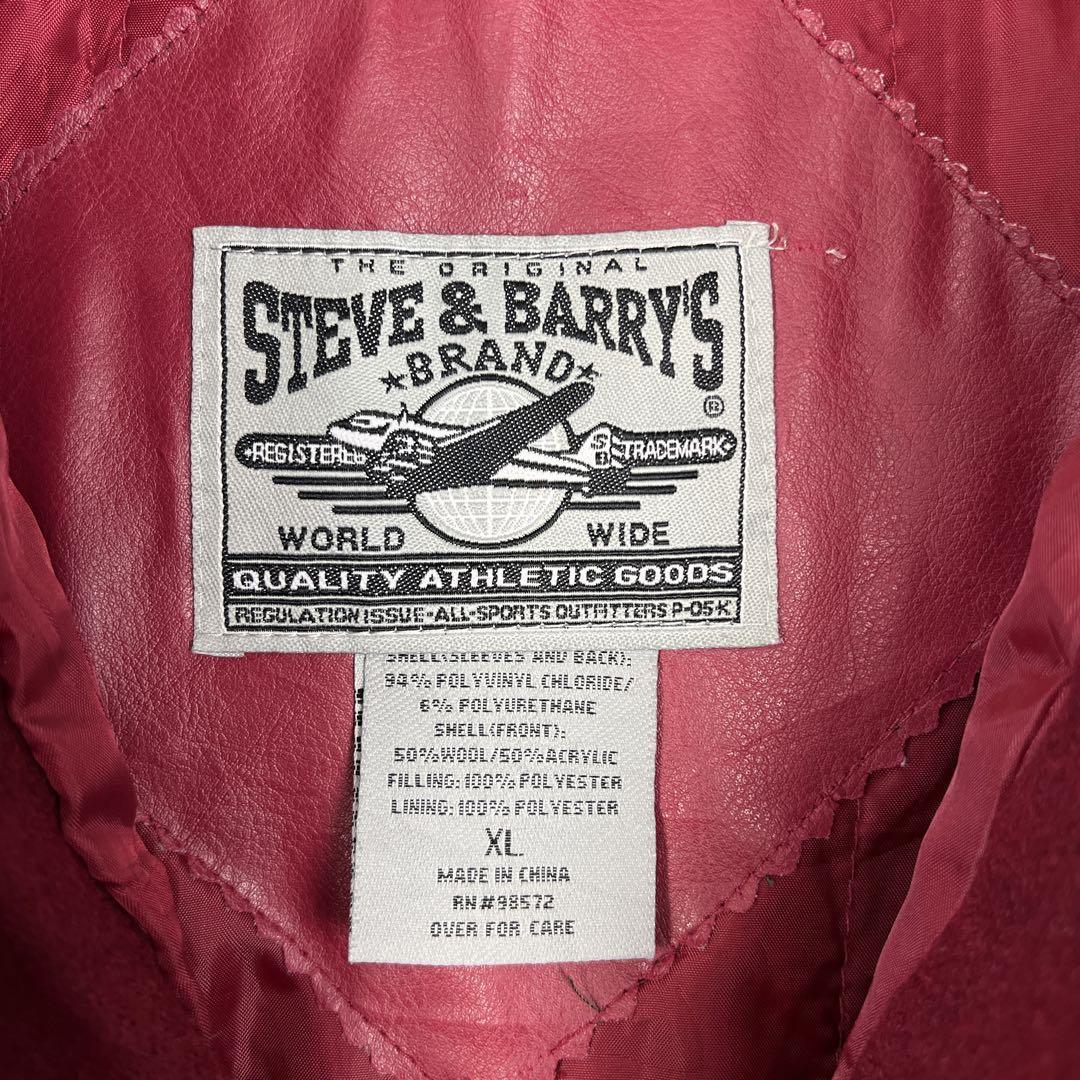 THE ORIGINAL
STEVE & BARRY'S
★BRAND★
®
REGISTERED TRADEMARK
WORLD WIDE
QUALITY ATHLETIC GOODS
REGULATION ISSUE-ALL-SPORTS OUTFITTERS P-05-K
SHELL(SLEEVES AND BACK):
94% POLYVINYL CHLORIDE/
6% POLYURETHANE
SHELL(FRONT):
50%WOOL/50%ACRYLIC
FILLING:100% POLYESTER
LINING:100% POLYESTER
XL
MADE IN CHINA
RN#98572
OVER FOR CARE